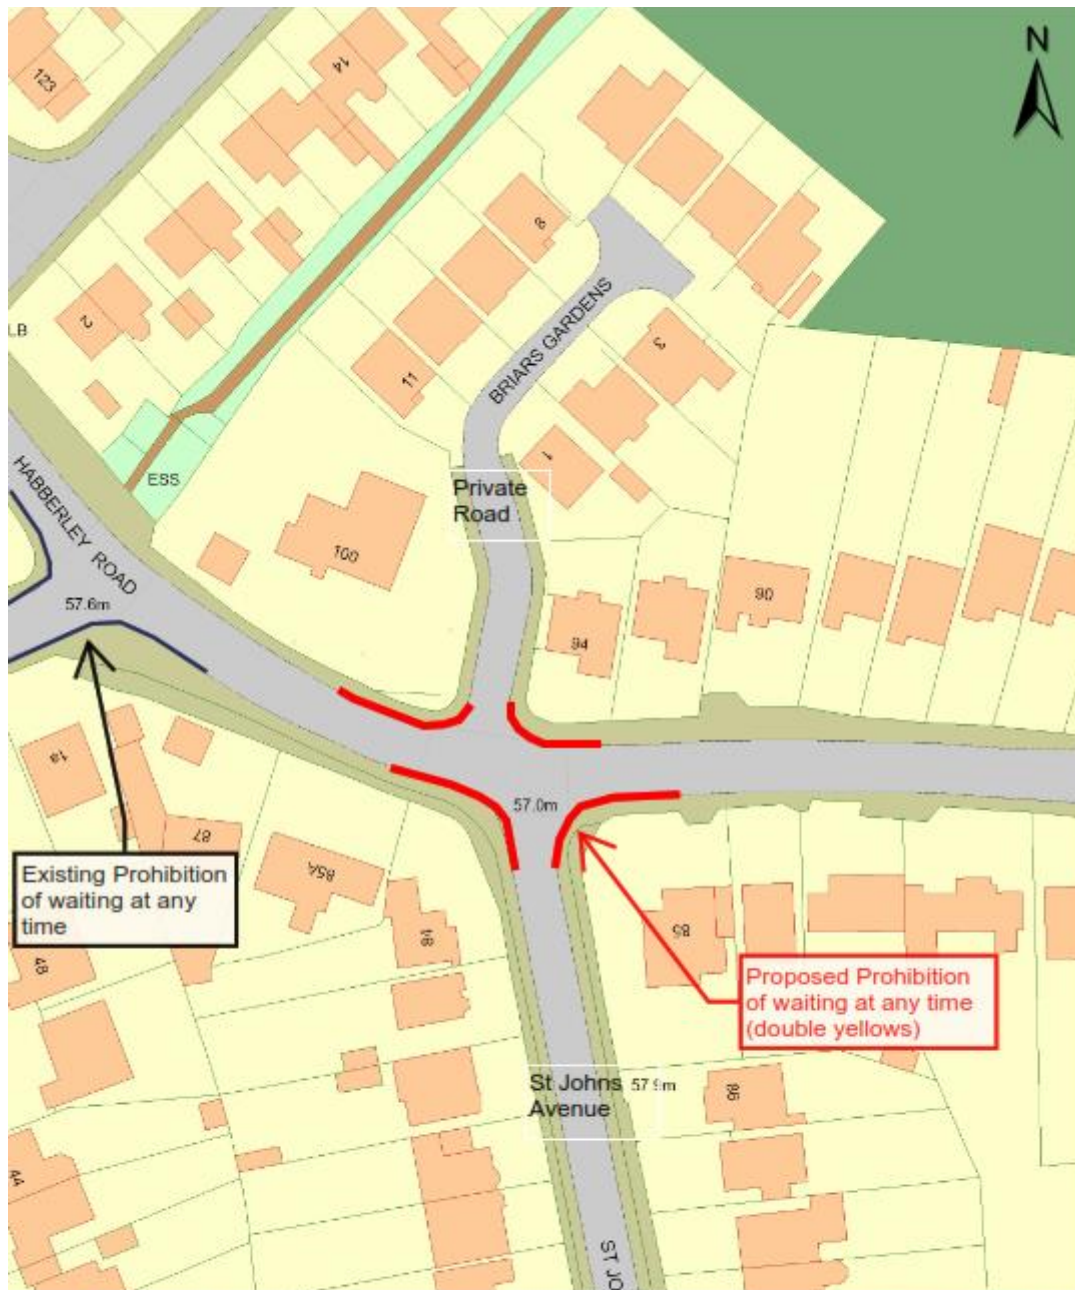 N
123
14
8
2
LB
BRIARS GARDENS
3
11
1
HABBERLEY ROAD
ESS
Private
Road
100
57.6m
94
90
1a
57.0m
87
85A
Existing Prohibition
of waiting at any
time
84
85
48
Proposed Prohibition
of waiting at any time
(double yellows)
St Johns
Avenue
57.9m
86
44
ST JO